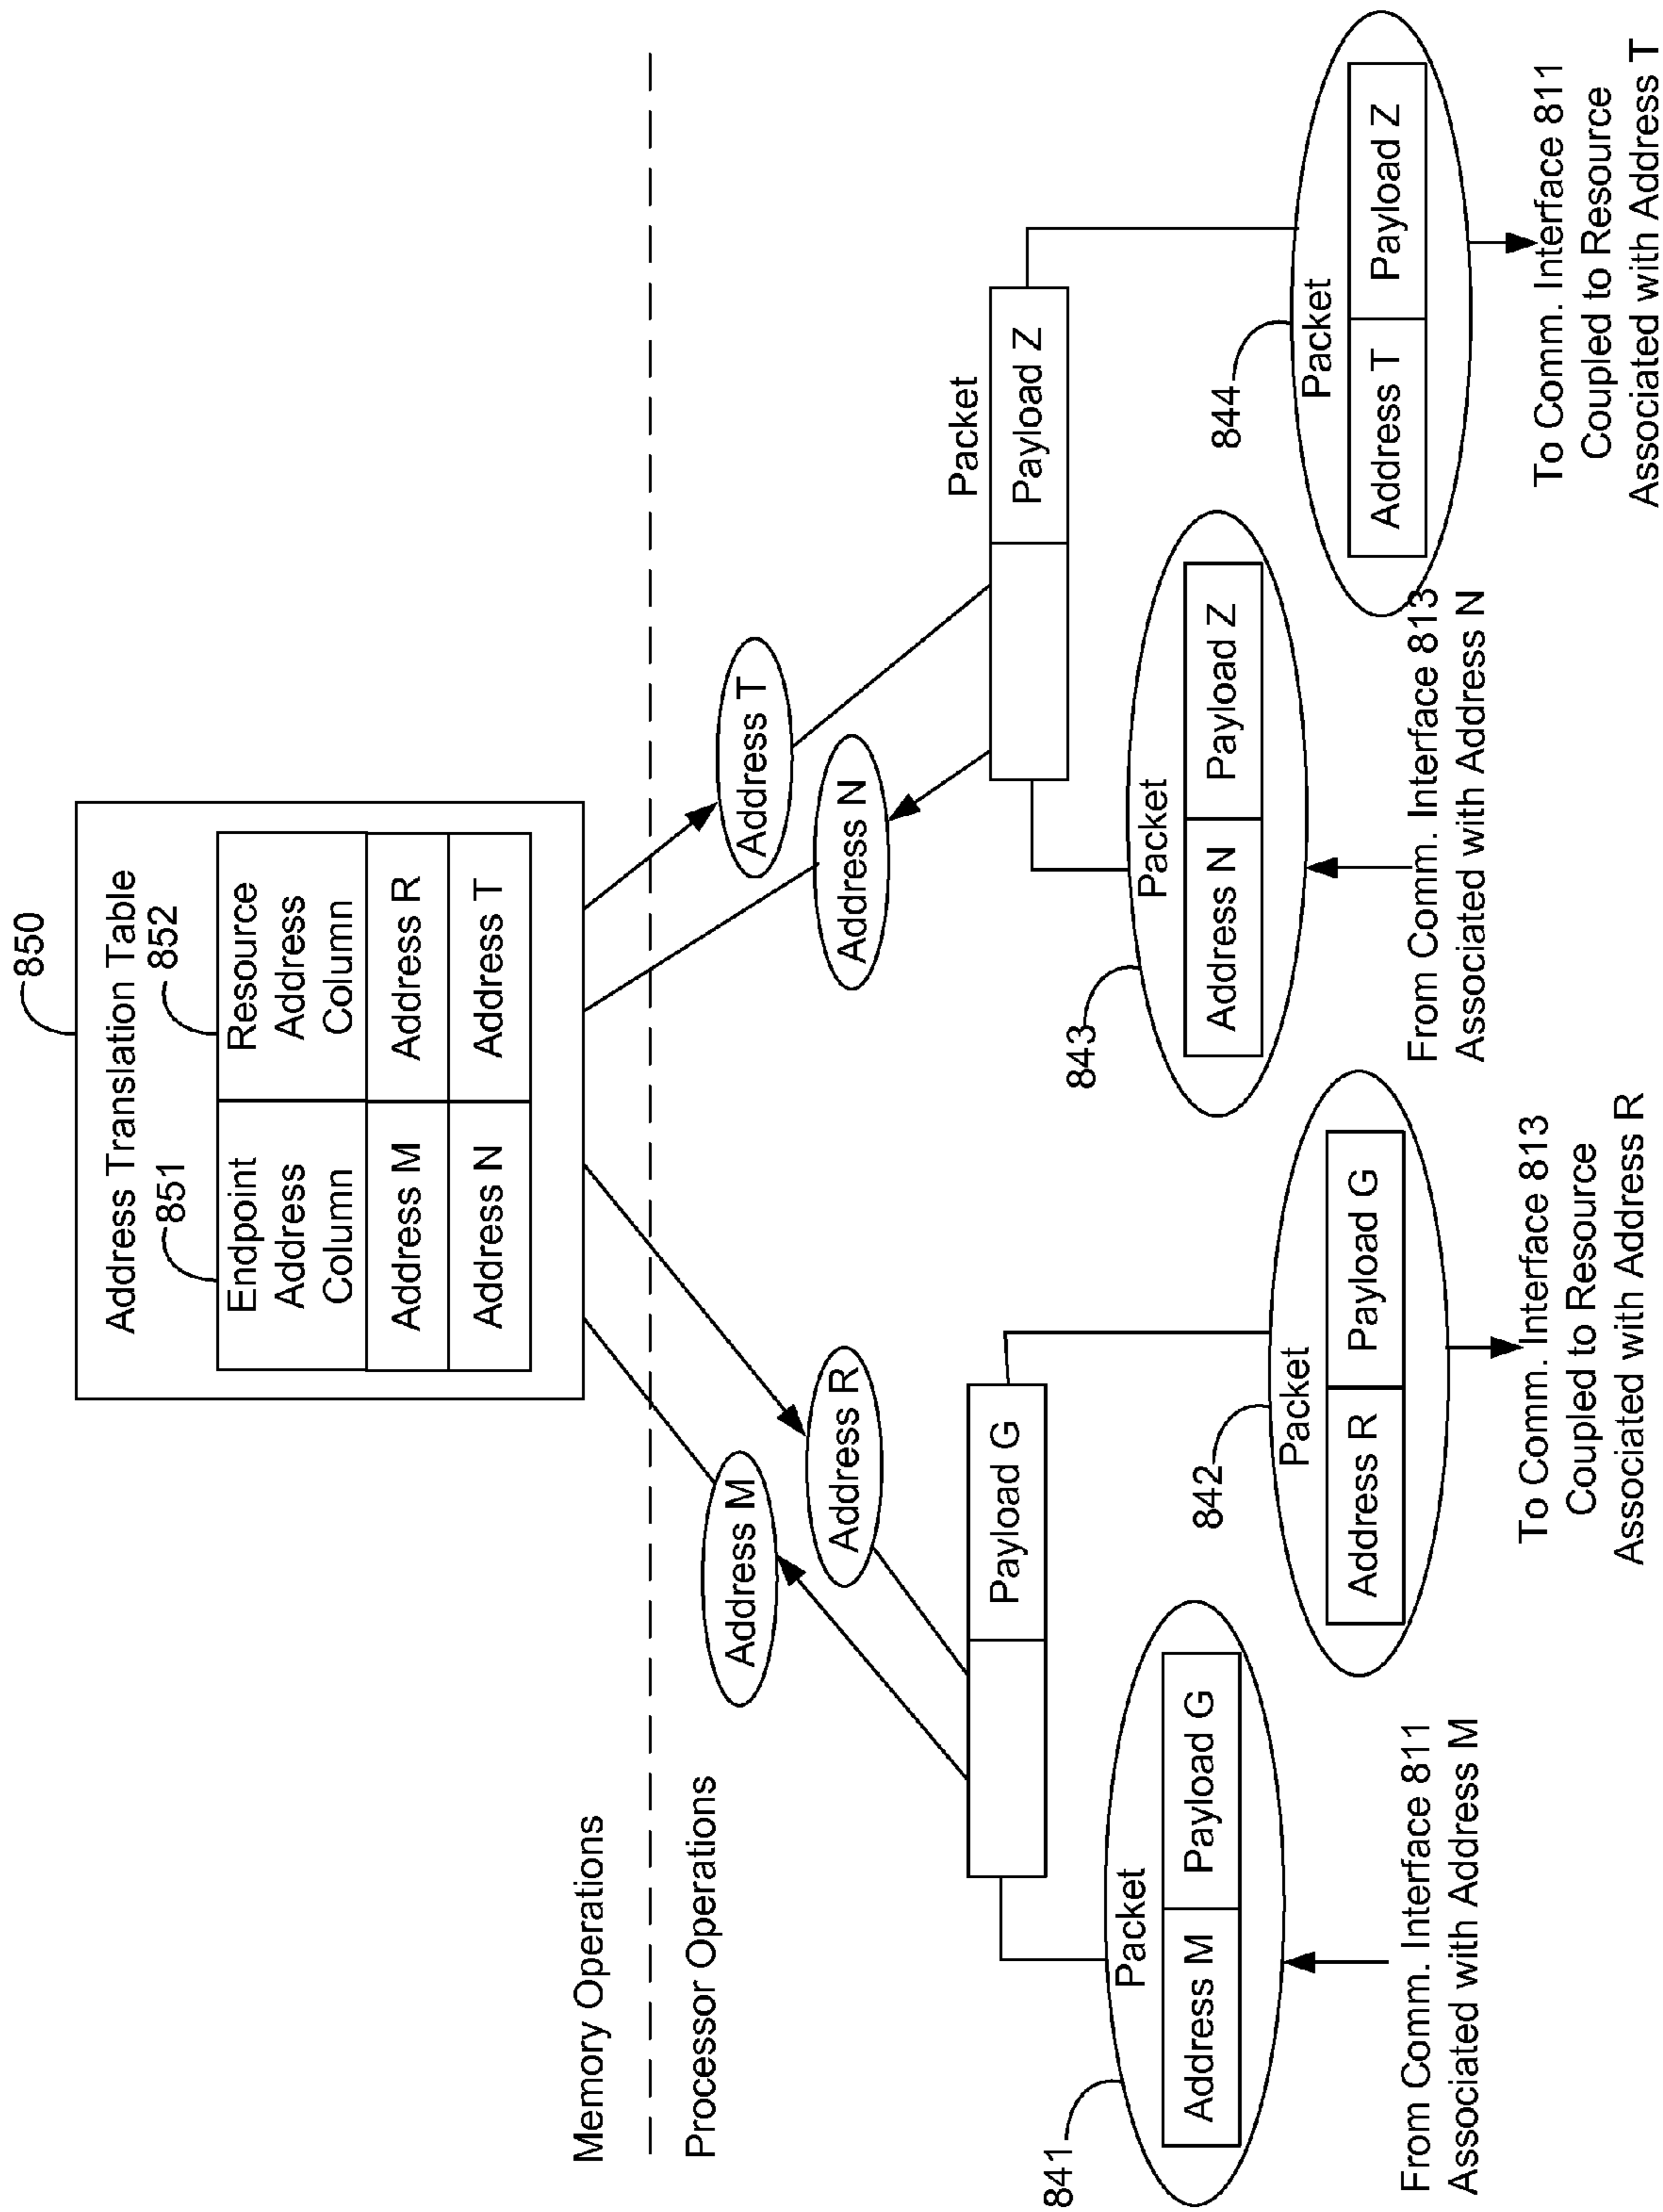 850
Address Translation Table
851
852
Endpoint
Address
Column
Resource
Address
Column
Address M
Address R
Address N
Address T
Memory Operations
Processor Operations
Address M
Address R
Address T
Address N
Payload G
Packet
Payload Z
841
Packet
Address M
Payload G
From Comm. Interface 811
Associated with Address M
842
Packet
Address R
Payload G
To Comm. Interface 813
Coupled to Resource
Associated with Address R
843
Packet
Address N
Payload Z
From Comm. Interface 813
Associated with Address N
844
Packet
Address T
Payload Z
To Comm. Interface 811
Coupled to Resource
Associated with Address T